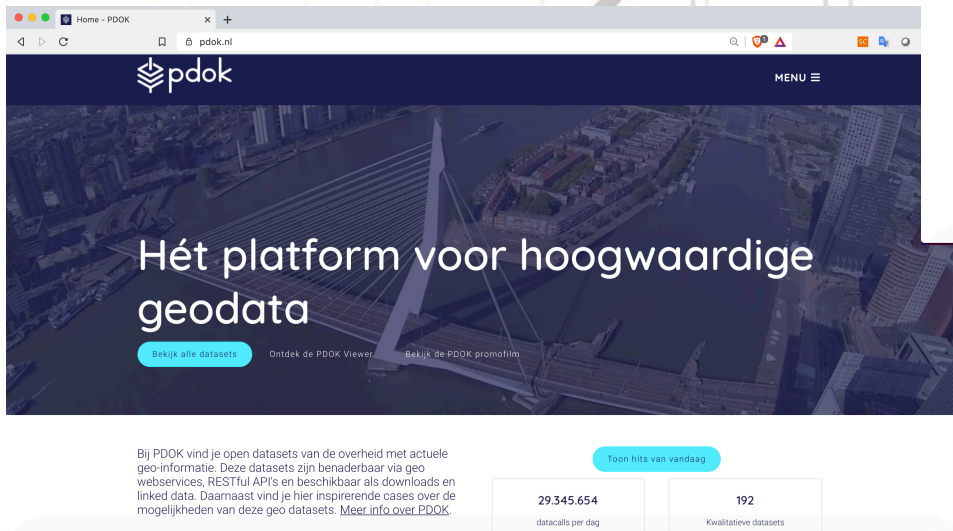 Home - PDOK
pdok.nl
pdok
MENU
Hét platform voor hoogwaardige
geodata
Bekijk alle datasets
Ontdek de PDOK Viewer
Bekijk de PDOK promofilm
Bij PDOK vind je open datasets van de overheid met actuele
geo-informatie. Deze datasets zijn benaderbaar via geo
webservices, RESTful API's en beschikbaar als downloads en
linked data. Daarnaast vind je hier inspirerende cases over de
mogelijkheden van deze geo datasets. Meer info over PDOK.
Toon hits van vandaag
29.345.654
datacalls per dag
192
Kwalitatieve datasets